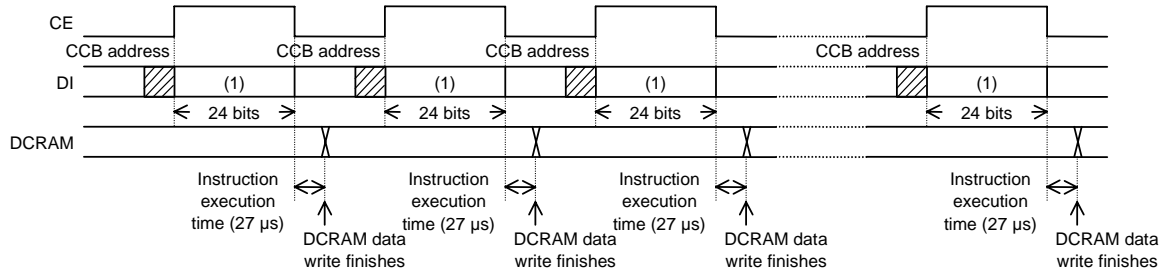 CE
CCB address CCB address CCB address CCB address
DI (1) (1) (1) (1)
24 bits 24 bits 24 bits 24 bits
DCRAM
Instruction Instruction Instruction Instruction
execution execution execution execution
time (27 µs) time (27 µs) time (27 µs) time (27 µs)
DCRAM data DCRAM data DCRAM data DCRAM data
write finishes write finishes write finishes write finishes